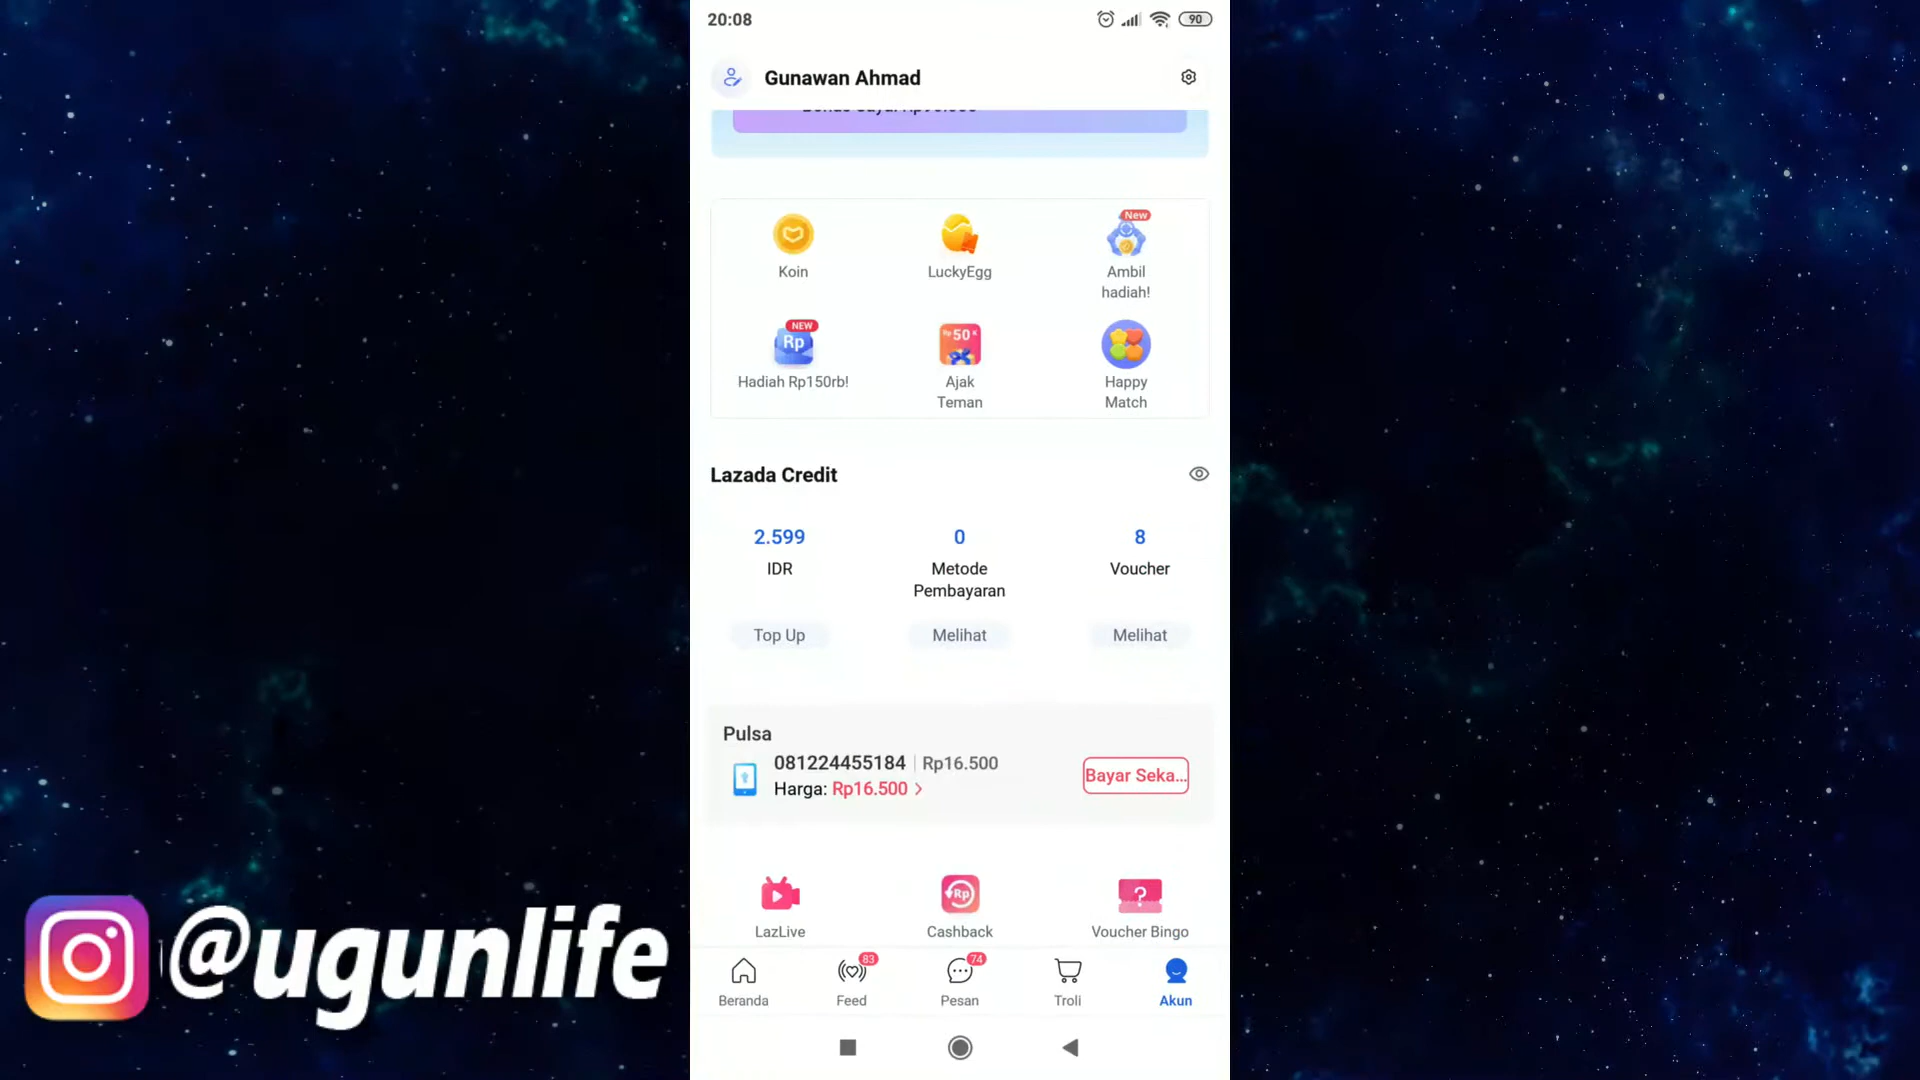 20:08
90
Gunawan Ahmad
Koin
LuckyEgg
New
Ambil
hadiah!
NEW
Rp
Hadiah Rp150rb!
Rp 50 K
Ajak
Teman
Happy
Match
Lazada Credit
2.599
IDR
Top Up
0
Metode
Pembayaran
Melihat
8
Voucher
Melihat
Pulsa
081224455184 | Rp16.500
Harga: Rp16.500 >
Bayar Seka...
LazLive
Rp
Cashback
?
Voucher Bingo
Beranda
83
Feed
74
Pesan
Troli
Akun
@ugunlife